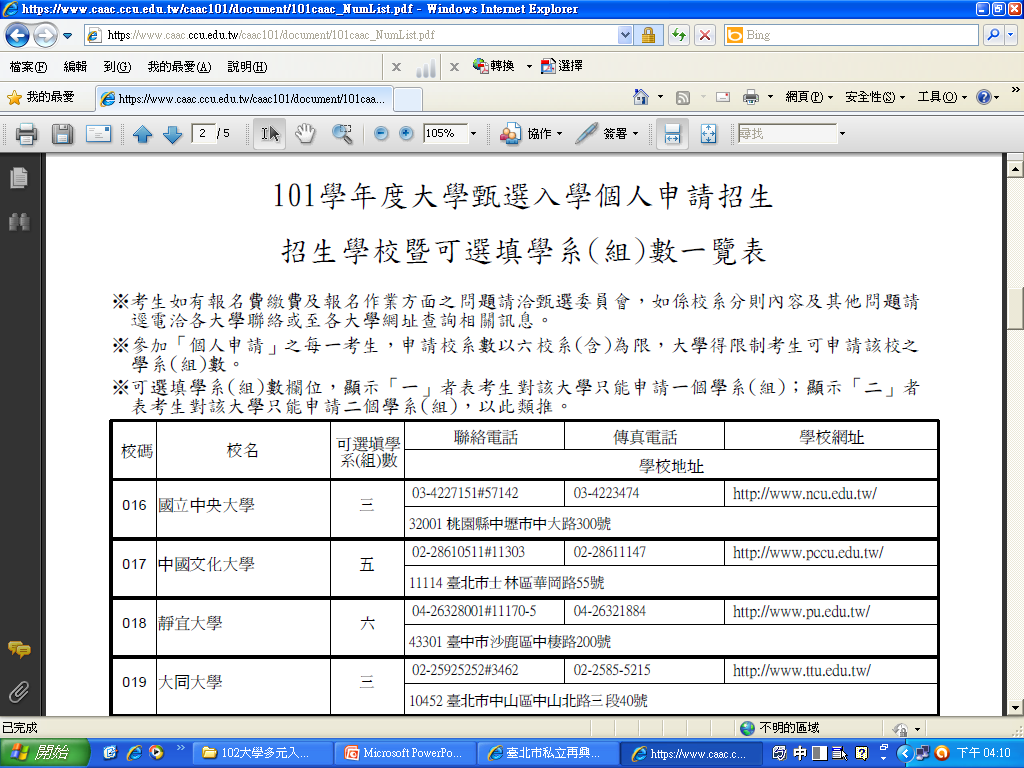 https://www.caac.ccu.edu.tw/caac101/document/101caac_NumList.pdf - Windows Internet Explorer
https://www.caac.ccu.edu.tw/caac101/document/101caac_NumList.pdf
Bing
檔案(F) 編輯 到(G) 我的最愛(A) 說明(H)
轉換 選擇
我的最愛
https://www.caac.ccu.edu.tw/caac101/document/101caa...
網頁(P) 安全性(S) 工具(O)
2 / 5 105% 協作 簽署 尋找
101學年度大學甄選入學個人申請招生
招生學校暨可選填學系(組)數一覽表
※考生如有報名費繳費及報名作業方面之問題請洽甄選委員會，如係校系分則內容及其他問題請
逕電洽各大學聯絡或至各大學網址查詢相關訊息。
※參加「個人申請」之每一考生，申請校系數以六校系(含)為限，大學得限制考生可申請該校之
學系(組)數。
※可選填學系(組)數欄位，顯示「一」者表考生對該大學只能申請一個學系(組)；顯示「二」者
表考生對該大學只能申請二個學系(組)，以此類推。
校碼 校名 可選填學系(組)數 聯絡電話 傳真電話 學校網址
學校地址
016 國立中央大學 三 03-4227151#57142 03-4223474 http://www.ncu.edu.tw/
32001 桃園縣中壢市中大路300號
017 中國文化大學 五 02-28610511#11303 02-28611147 http://www.pccu.edu.tw/
11114 臺北市士林區華岡路55號
018 靜宜大學 六 04-26328001#11170-5 04-26321884 http://www.pu.edu.tw/
43301 臺中市沙鹿區中棲路200號
019 大同大學 三 02-25925252#3462 02-2585-5215 http://www.ttu.edu.tw/
10452 臺北市中山區中山北路三段40號
已完成 不明的區域
開始 102大學多元入... Microsoft PowerPo... 臺北市私立再興... https://www.caac.c... 中 下午 04:10